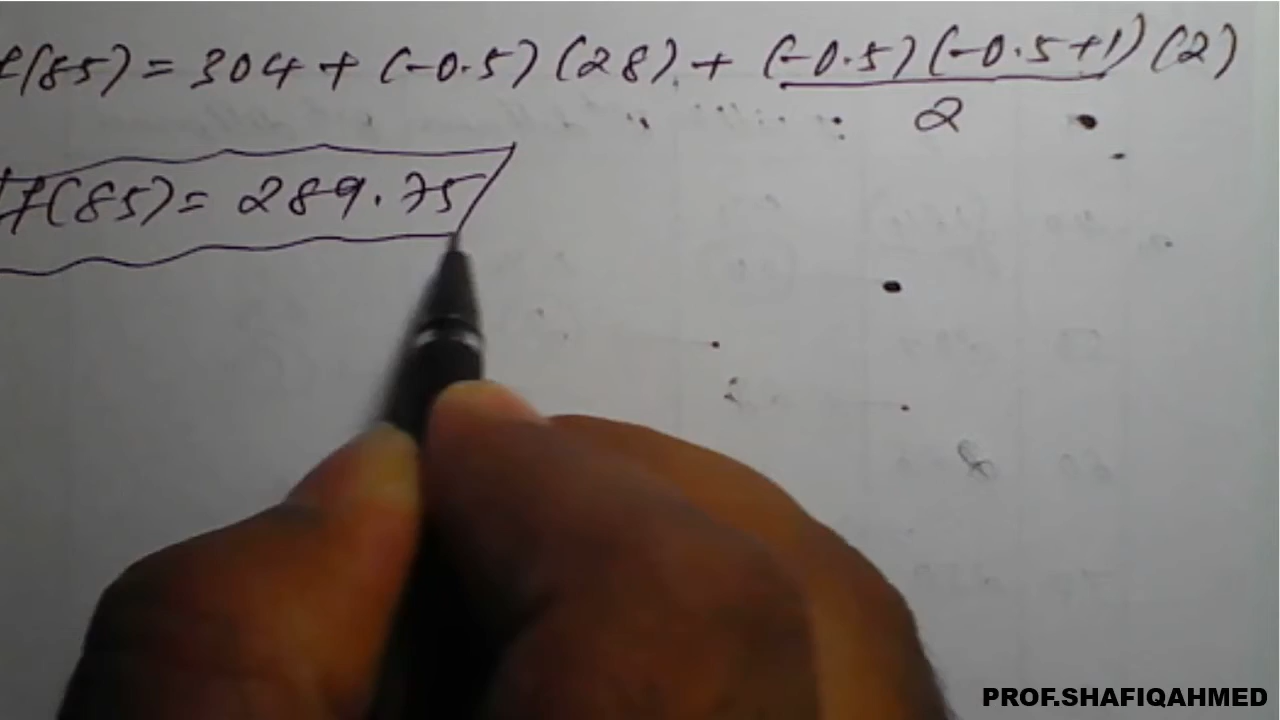 f(85) = 304 + (-0.5) (28) + (-0.5)(-0.5+1) (2)
2
f(85) = 289.75
PROF.SHAFIQAHMED